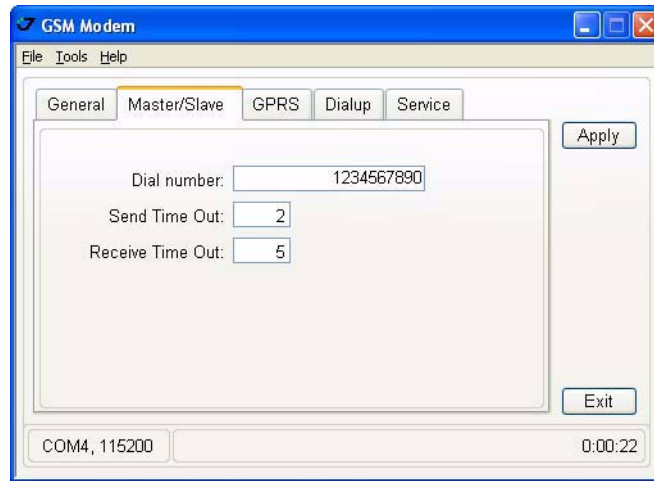 GSM Modem
File Tools Help
General Master/Slave GPRS Dialup Service
Apply
Dial number: 1234567890
Send Time Out: 2
Receive Time Out: 5
Exit
COM4, 115200 0:00:22